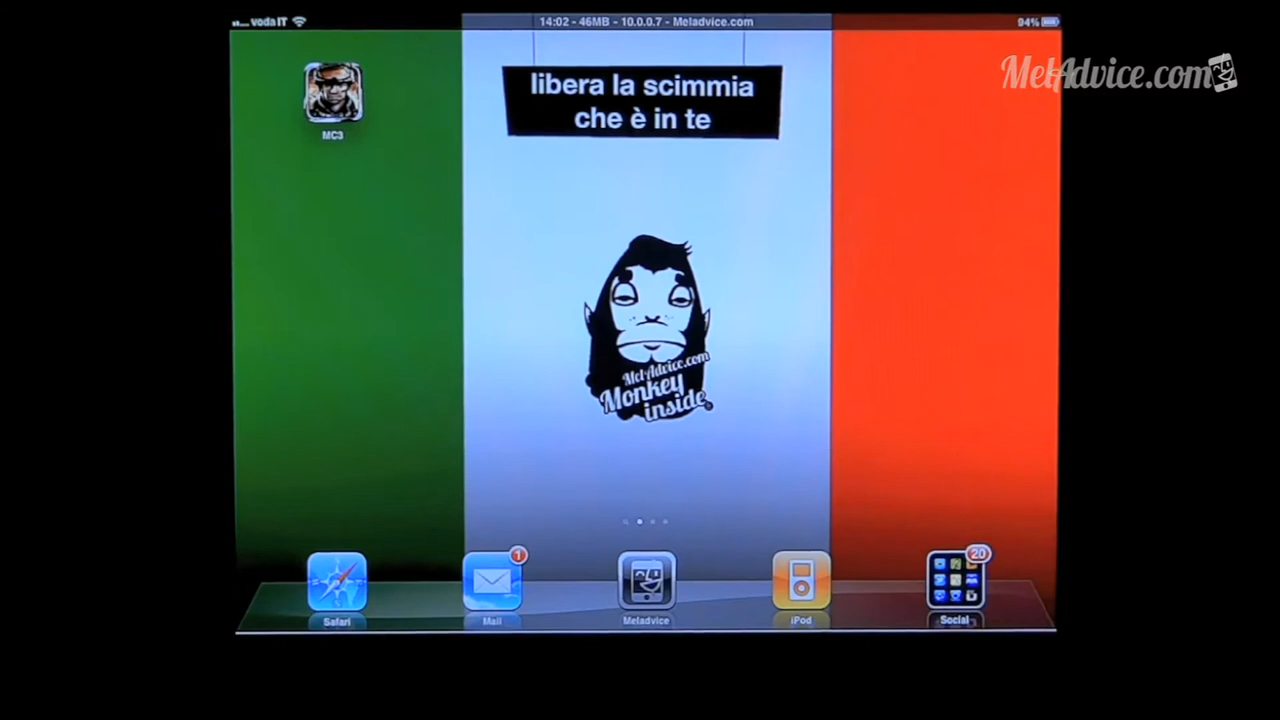 voda IT
14:02 - 46MB - 10.0.0.7 - Meladvice.com
94%
MelAdvice.com
libera la scimmia
che è in te
MC3
MelAdvice.com
Monkey
inside
1
20
Safari
Mail
Meladvice
iPod
Social